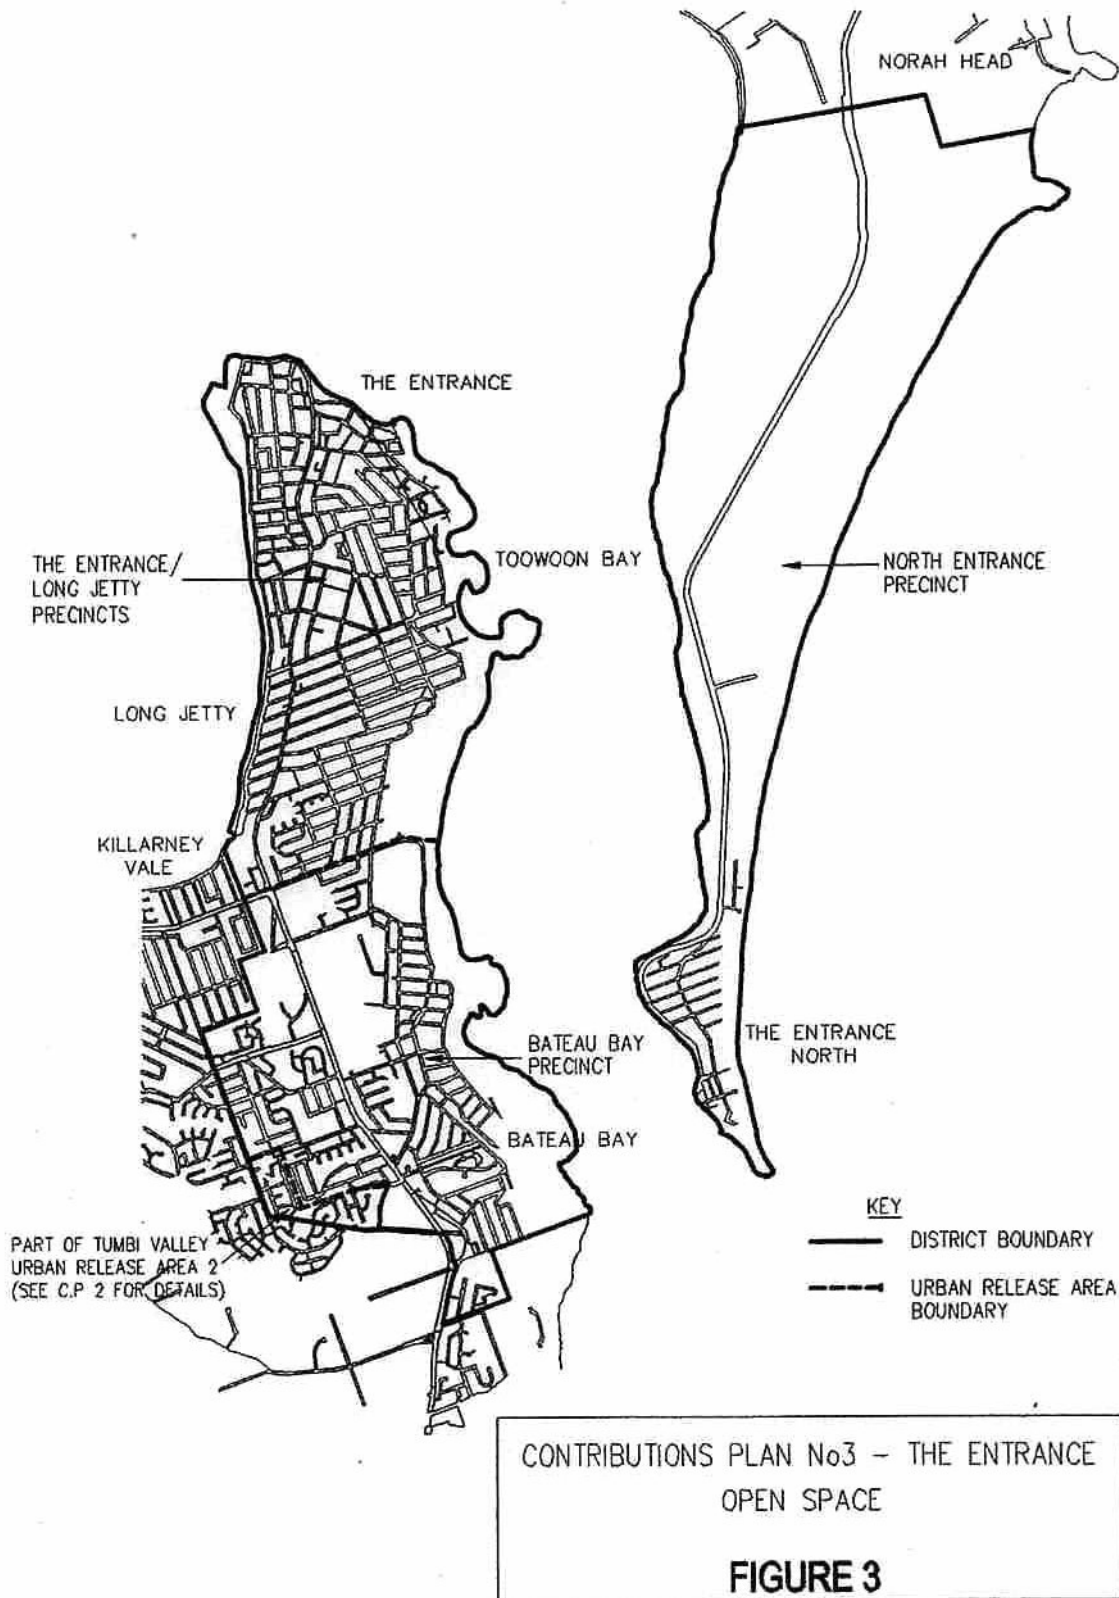 NORAH HEAD
THE ENTRANCE
THE ENTRANCE/
LONG JETTY
PRECINCTS
TOOWOON BAY
NORTH ENTRANCE
PRECINCT
LONG JETTY
KILLARNEY
VALE
BATEAU BAY
PRECINCT
THE ENTRANCE
NORTH
BATEAU BAY
PART OF TUMBI VALLEY
URBAN RELEASE AREA 2
(SEE C.P 2 FOR DETAILS)
KEY
DISTRICT BOUNDARY
URBAN RELEASE AREA
BOUNDARY
CONTRIBUTIONS PLAN No3 - THE ENTRANCE
OPEN SPACE
FIGURE 3